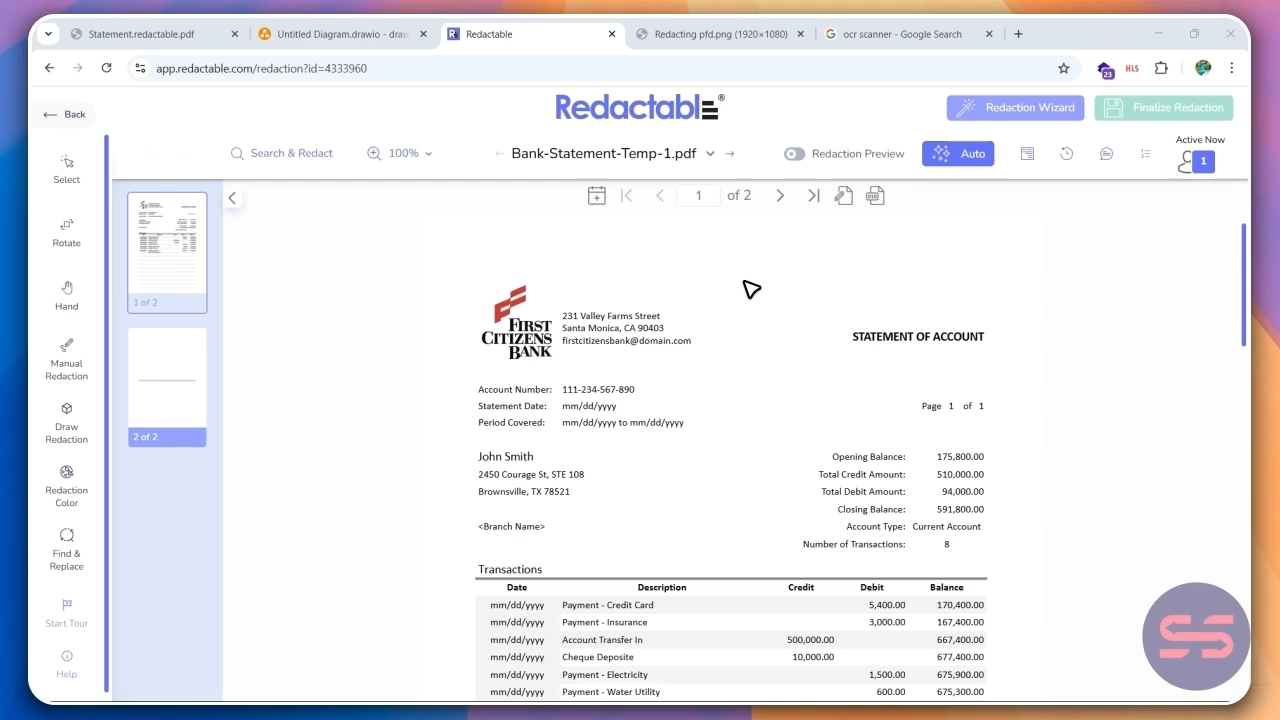 Statement.redactable.pdf
Untitled Diagram.drawio - draw
Redactable
Redacting pfd.png (1920×1080)
ocr scanner - Google Search
app.redactable.com/redaction?id=4333960
23
HLS
Back
Redactable®
Redaction Wizard
Finalize Redaction
Search & Redact
100%
Bank-Statement-Temp-1.pdf
Redaction Preview
Auto
Active Now
1
Select
Rotate
Hand
Manual
Redaction
Draw
Redaction
Redaction
Color
Find &
Replace
Start Tour
Help
1 of 2
2 of 2
1 of 2
FIRST
CITIZENS
BANK
231 Valley Farms Street
Santa Monica, CA 90403
firstcitizensbank@domain.com
STATEMENT OF ACCOUNT
Account Number: 111-234-567-890
Statement Date: mm/dd/yyyy
Page 1 of 1
Period Covered: mm/dd/yyyy to mm/dd/yyyy
John Smith
2450 Courage St, STE 108
Brownsville, TX 78521
<Branch Name>
Opening Balance: 175,800.00
Total Credit Amount: 510,000.00
Total Debit Amount: 94,000.00
Closing Balance: 591,800.00
Account Type: Current Account
Number of Transactions: 8
Transactions
Date Description Credit Debit Balance
mm/dd/yyyy Payment - Credit Card 5,400.00 170,400.00
mm/dd/yyyy Payment - Insurance 3,000.00 167,400.00
mm/dd/yyyy Account Transfer In 500,000.00 667,400.00
mm/dd/yyyy Cheque Deposite 10,000.00 677,400.00
mm/dd/yyyy Payment - Electricity 1,500.00 675,900.00
mm/dd/yyyy Payment - Water Utility 600.00 675,300.00
SS